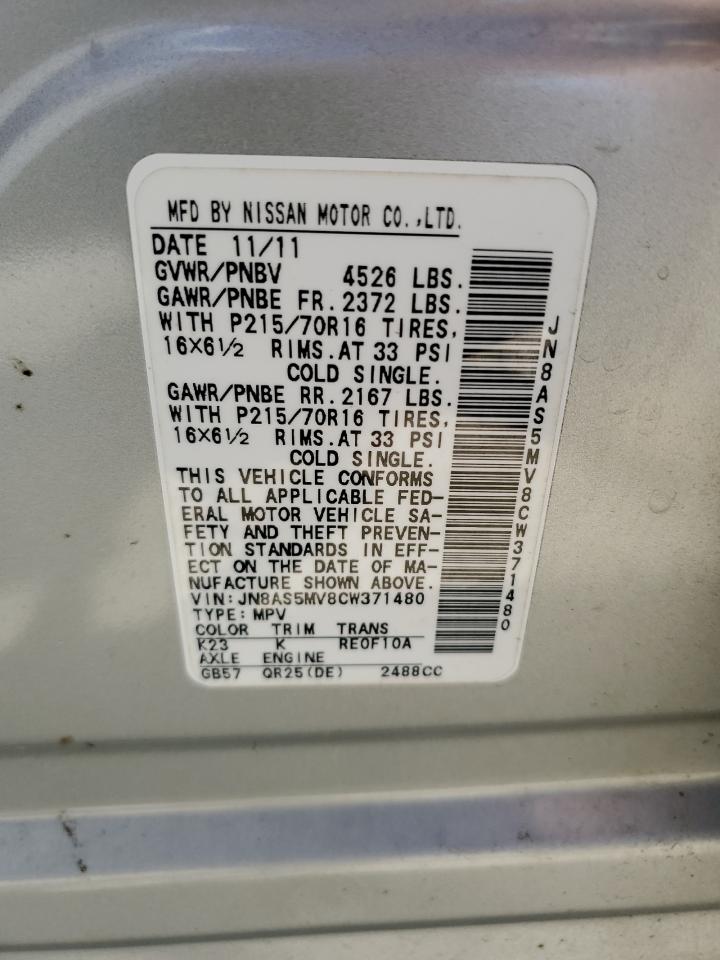 MFD BY NISSAN MOTOR CO.,LTD.
DATE 11/11
GVWR/PNBV 4526 LBS.
GAWR/PNBE FR. 2372 LBS.
WITH P215/70R16 TIRES,
16X6½ RIMS.AT 33 PSI
COLD SINGLE.
GAWR/PNBE RR. 2167 LBS.
WITH P215/70R16 TIRES,
16X6½ RIMS.AT 33 PSI
COLD SINGLE.
THIS VEHICLE CONFORMS
TO ALL APPLICABLE FED-
ERAL MOTOR VEHICLE SA-
FETY AND THEFT PREVEN-
TION STANDARDS IN EFF-
ECT ON THE DATE OF MA-
NUFACTURE SHOWN ABOVE.
VIN:JN8AS5MV8CW371480
TYPE:MPV
COLOR TRIM TRANS
K23 K RE0F10A
AXLE ENGINE
GB57 QR25(DE) 2488CC
JN8AS5MV8CW371480